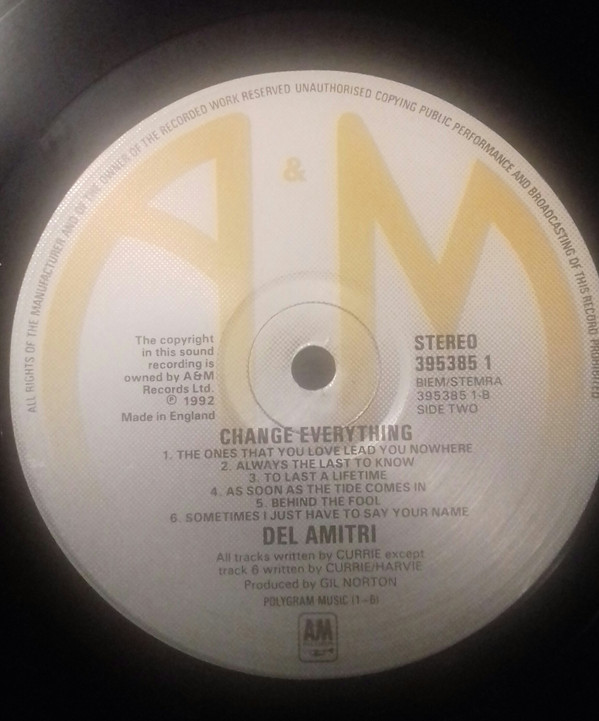 ALL RIGHTS OF THE MANUFACTURER AND OF THE OWNER OF THE RECORDED WORK RESERVED UNAUTHORISED COPYING PUBLIC PERFORMANCE AND BROADCASTING OF THIS RECORD PROHIBITED
A & M
The copyright
in this sound
recording is
owned by A&M
Records Ltd.
℗ 1992
Made in England
STEREO
395385 1
BIEM/STEMRA
395385 1-B
SIDE TWO
CHANGE EVERYTHING
1. THE ONES THAT YOU LOVE LEAD YOU NOWHERE
2. ALWAYS THE LAST TO KNOW
3. TO LAST A LIFETIME
4. AS SOON AS THE TIDE COMES IN
5. BEHIND THE FOOL
6. SOMETIMES I JUST HAVE TO SAY YOUR NAME
DEL AMITRI
All tracks written by CURRIE except
track 6 written by CURRIE/HARVIE
Produced by GIL NORTON
POLYGRAM MUSIC (1-6)
AM